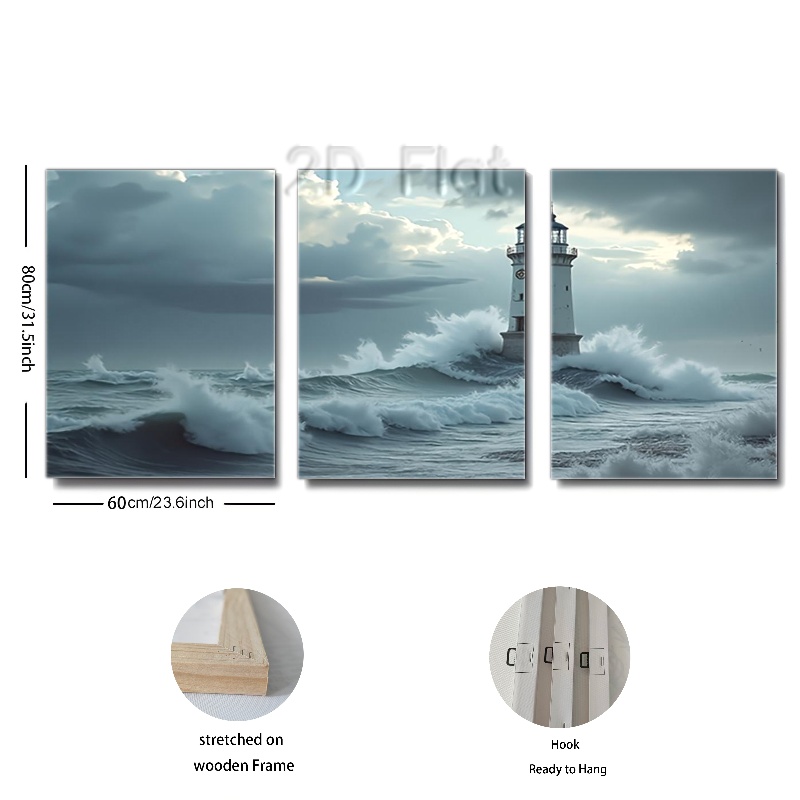 2D Flat
80cm/31.5inch
60cm/23.6inch
stretched on
wooden Frame
Hook
Ready to Hang